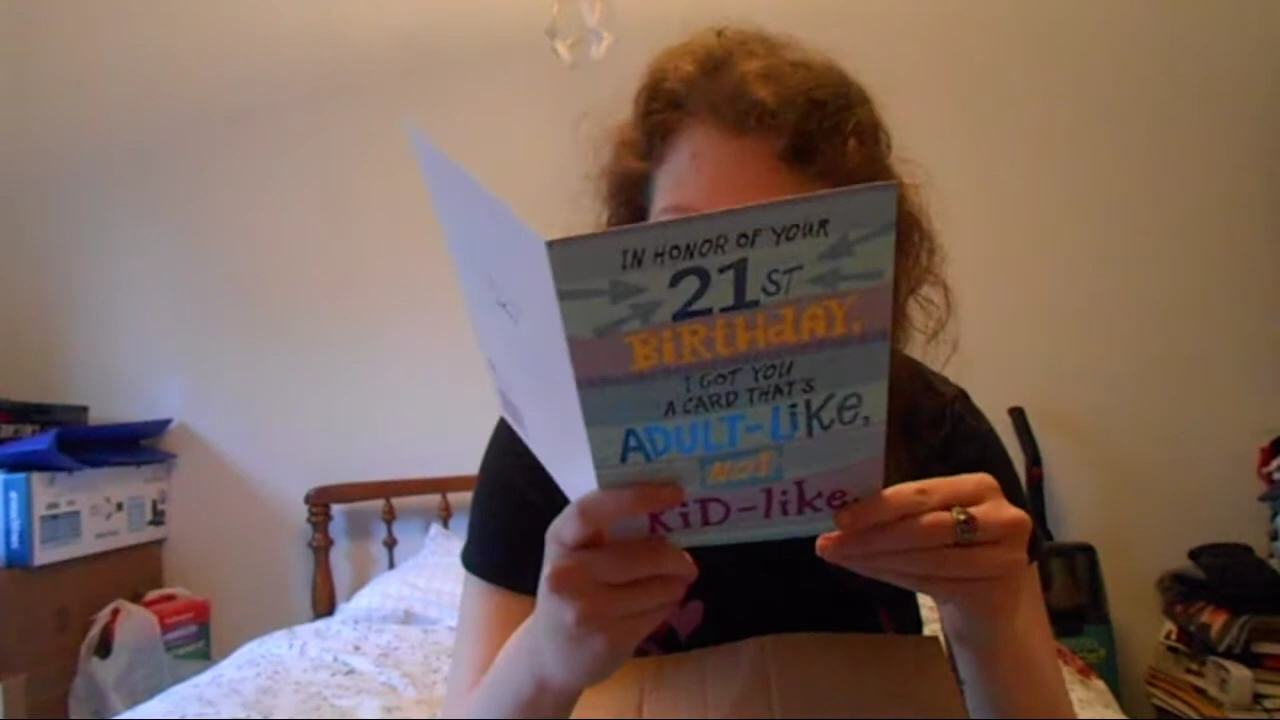 IN HONOR OF YOUR
21ST
BIRTHDAY,
I GOT YOU
A CARD THAT'S
ADULT-LIKE,
NOT
KID-like.